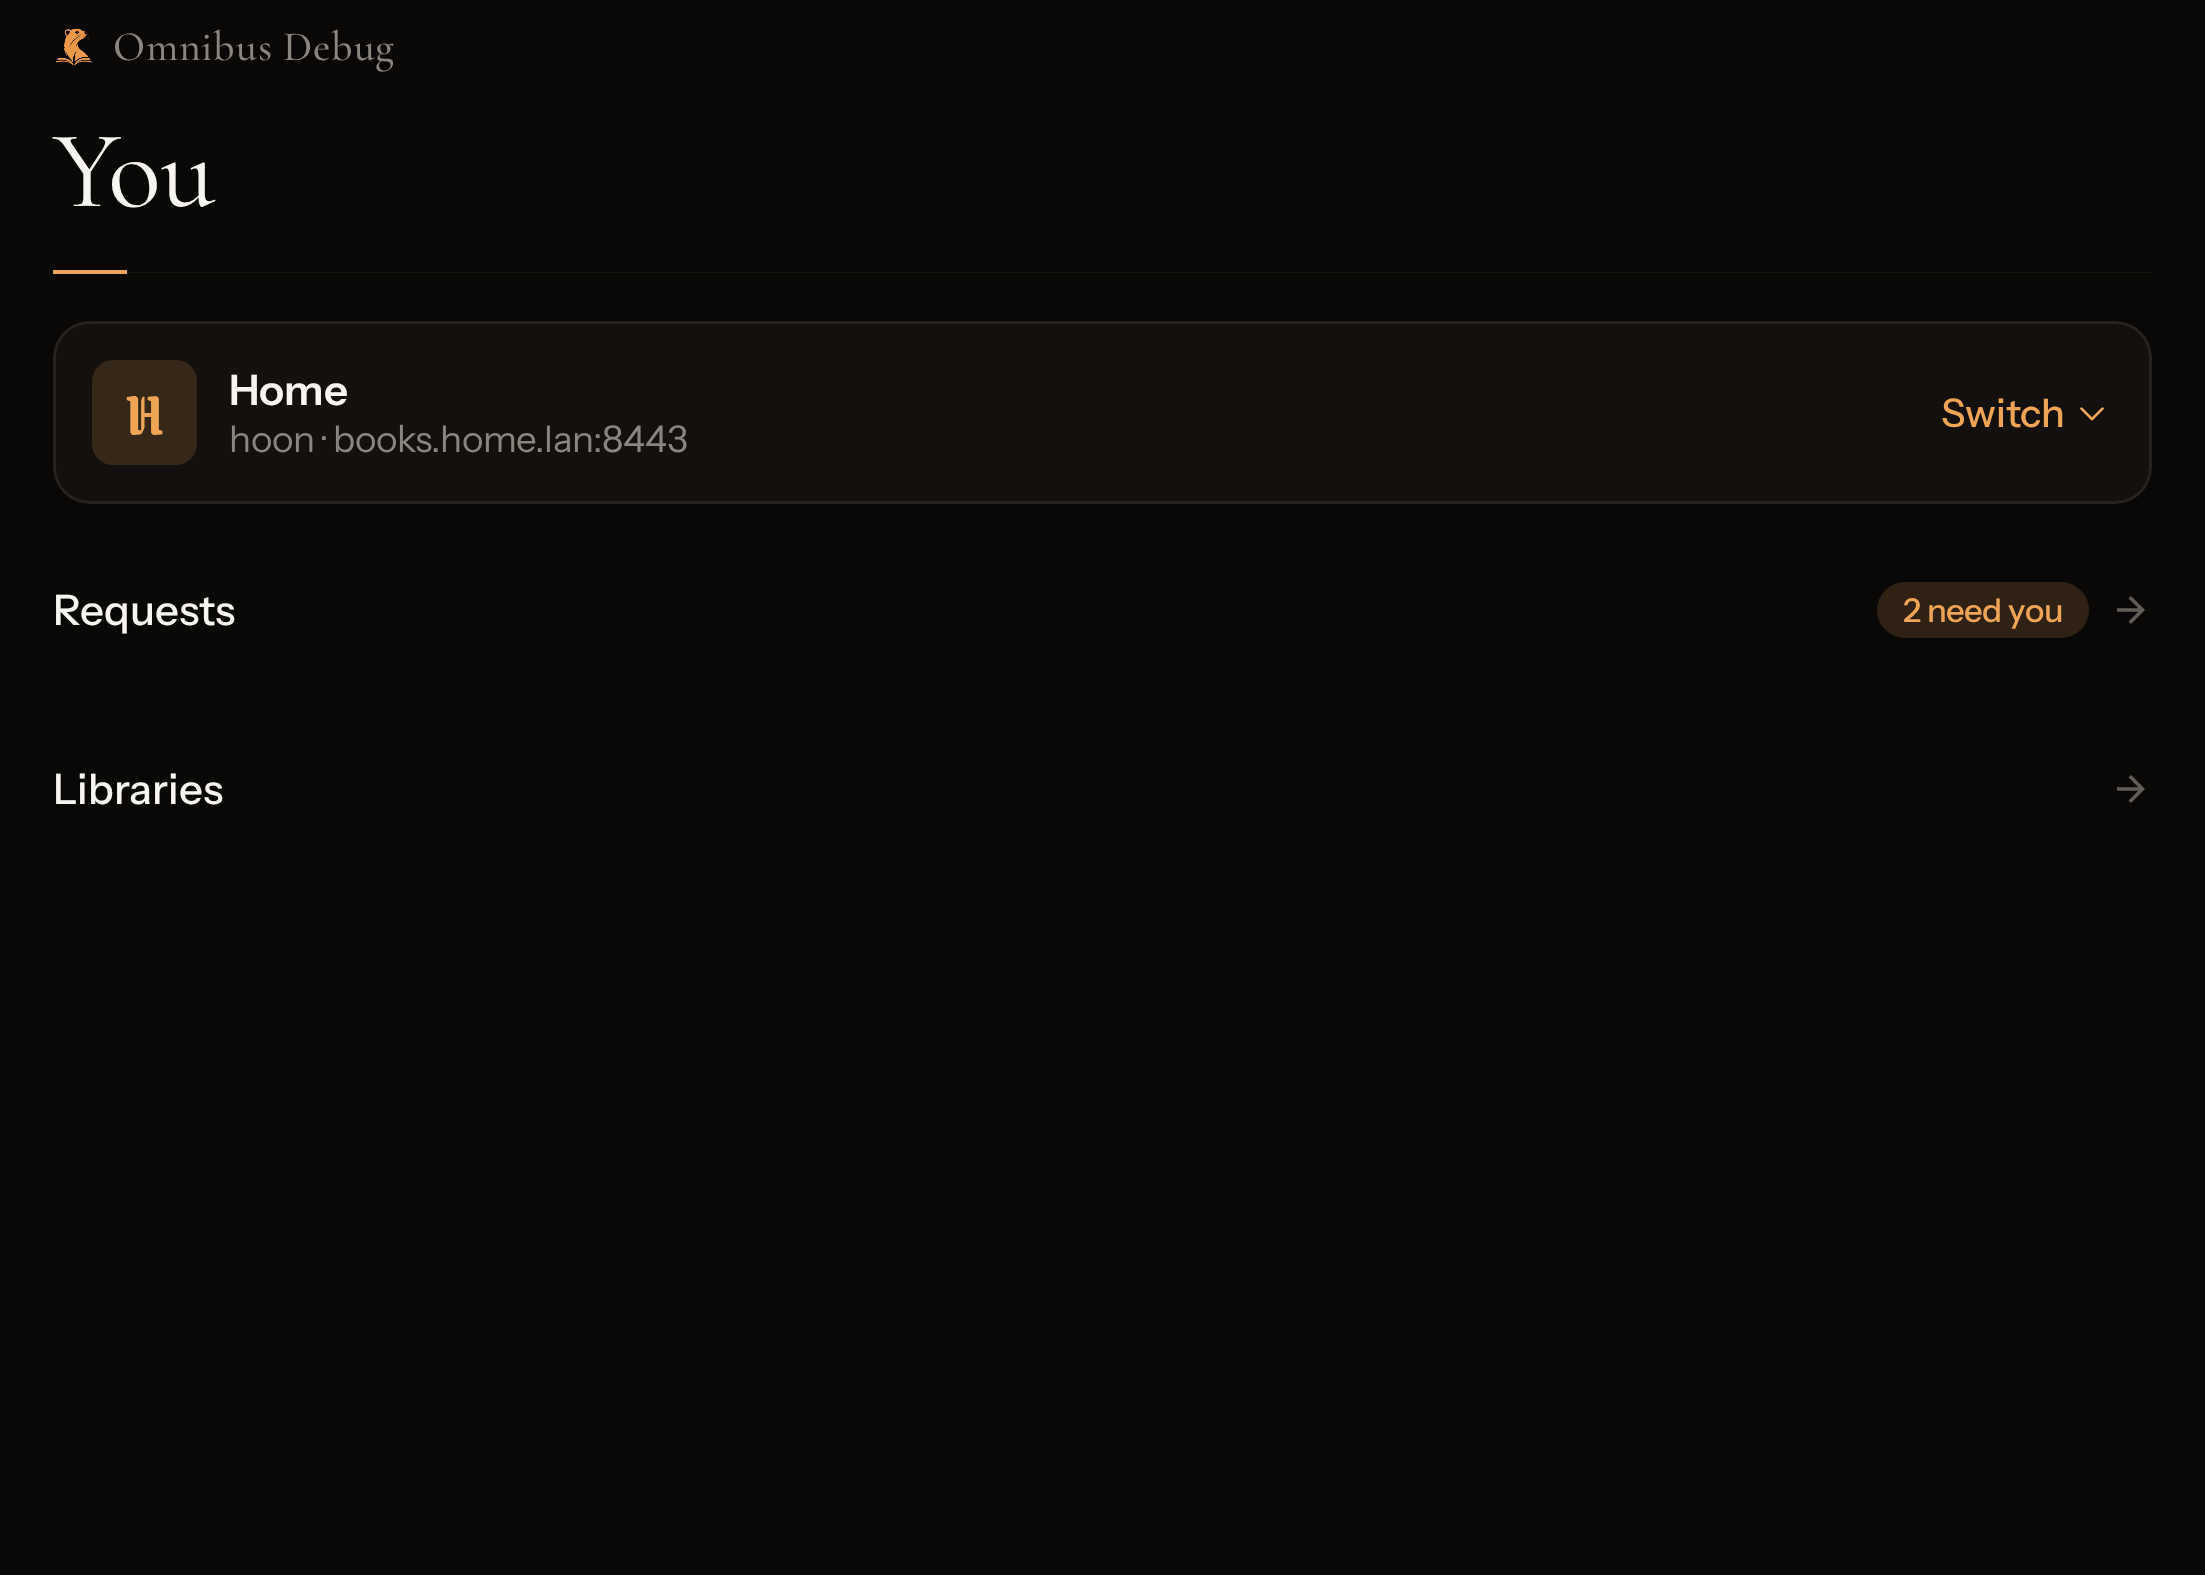 Omnibus Debug
You
H
Home
hoon · books.home.lan:8443
Switch
Requests
2 need you
Libraries